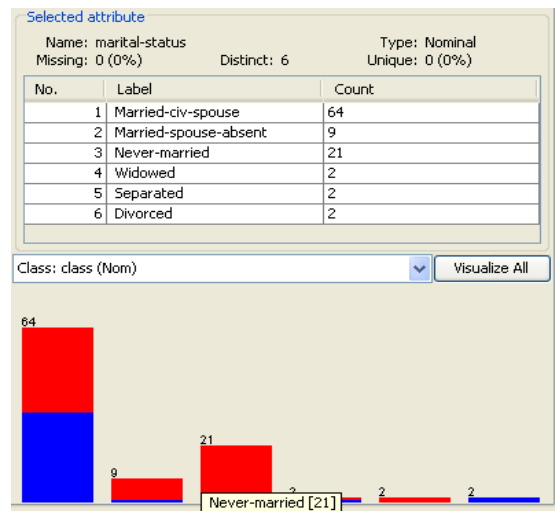 Selected attribute
Name: marital-status Type: Nominal
Missing: 0 (0%) Distinct: 6 Unique: 0 (0%)
No. Label Count
1 Married-civ-spouse 64
2 Married-spouse-absent 9
3 Never-married 21
4 Widowed 2
5 Separated 2
6 Divorced 2
Class: class (Nom) Visualize All
64
21
9
2 2
Never-married [21]